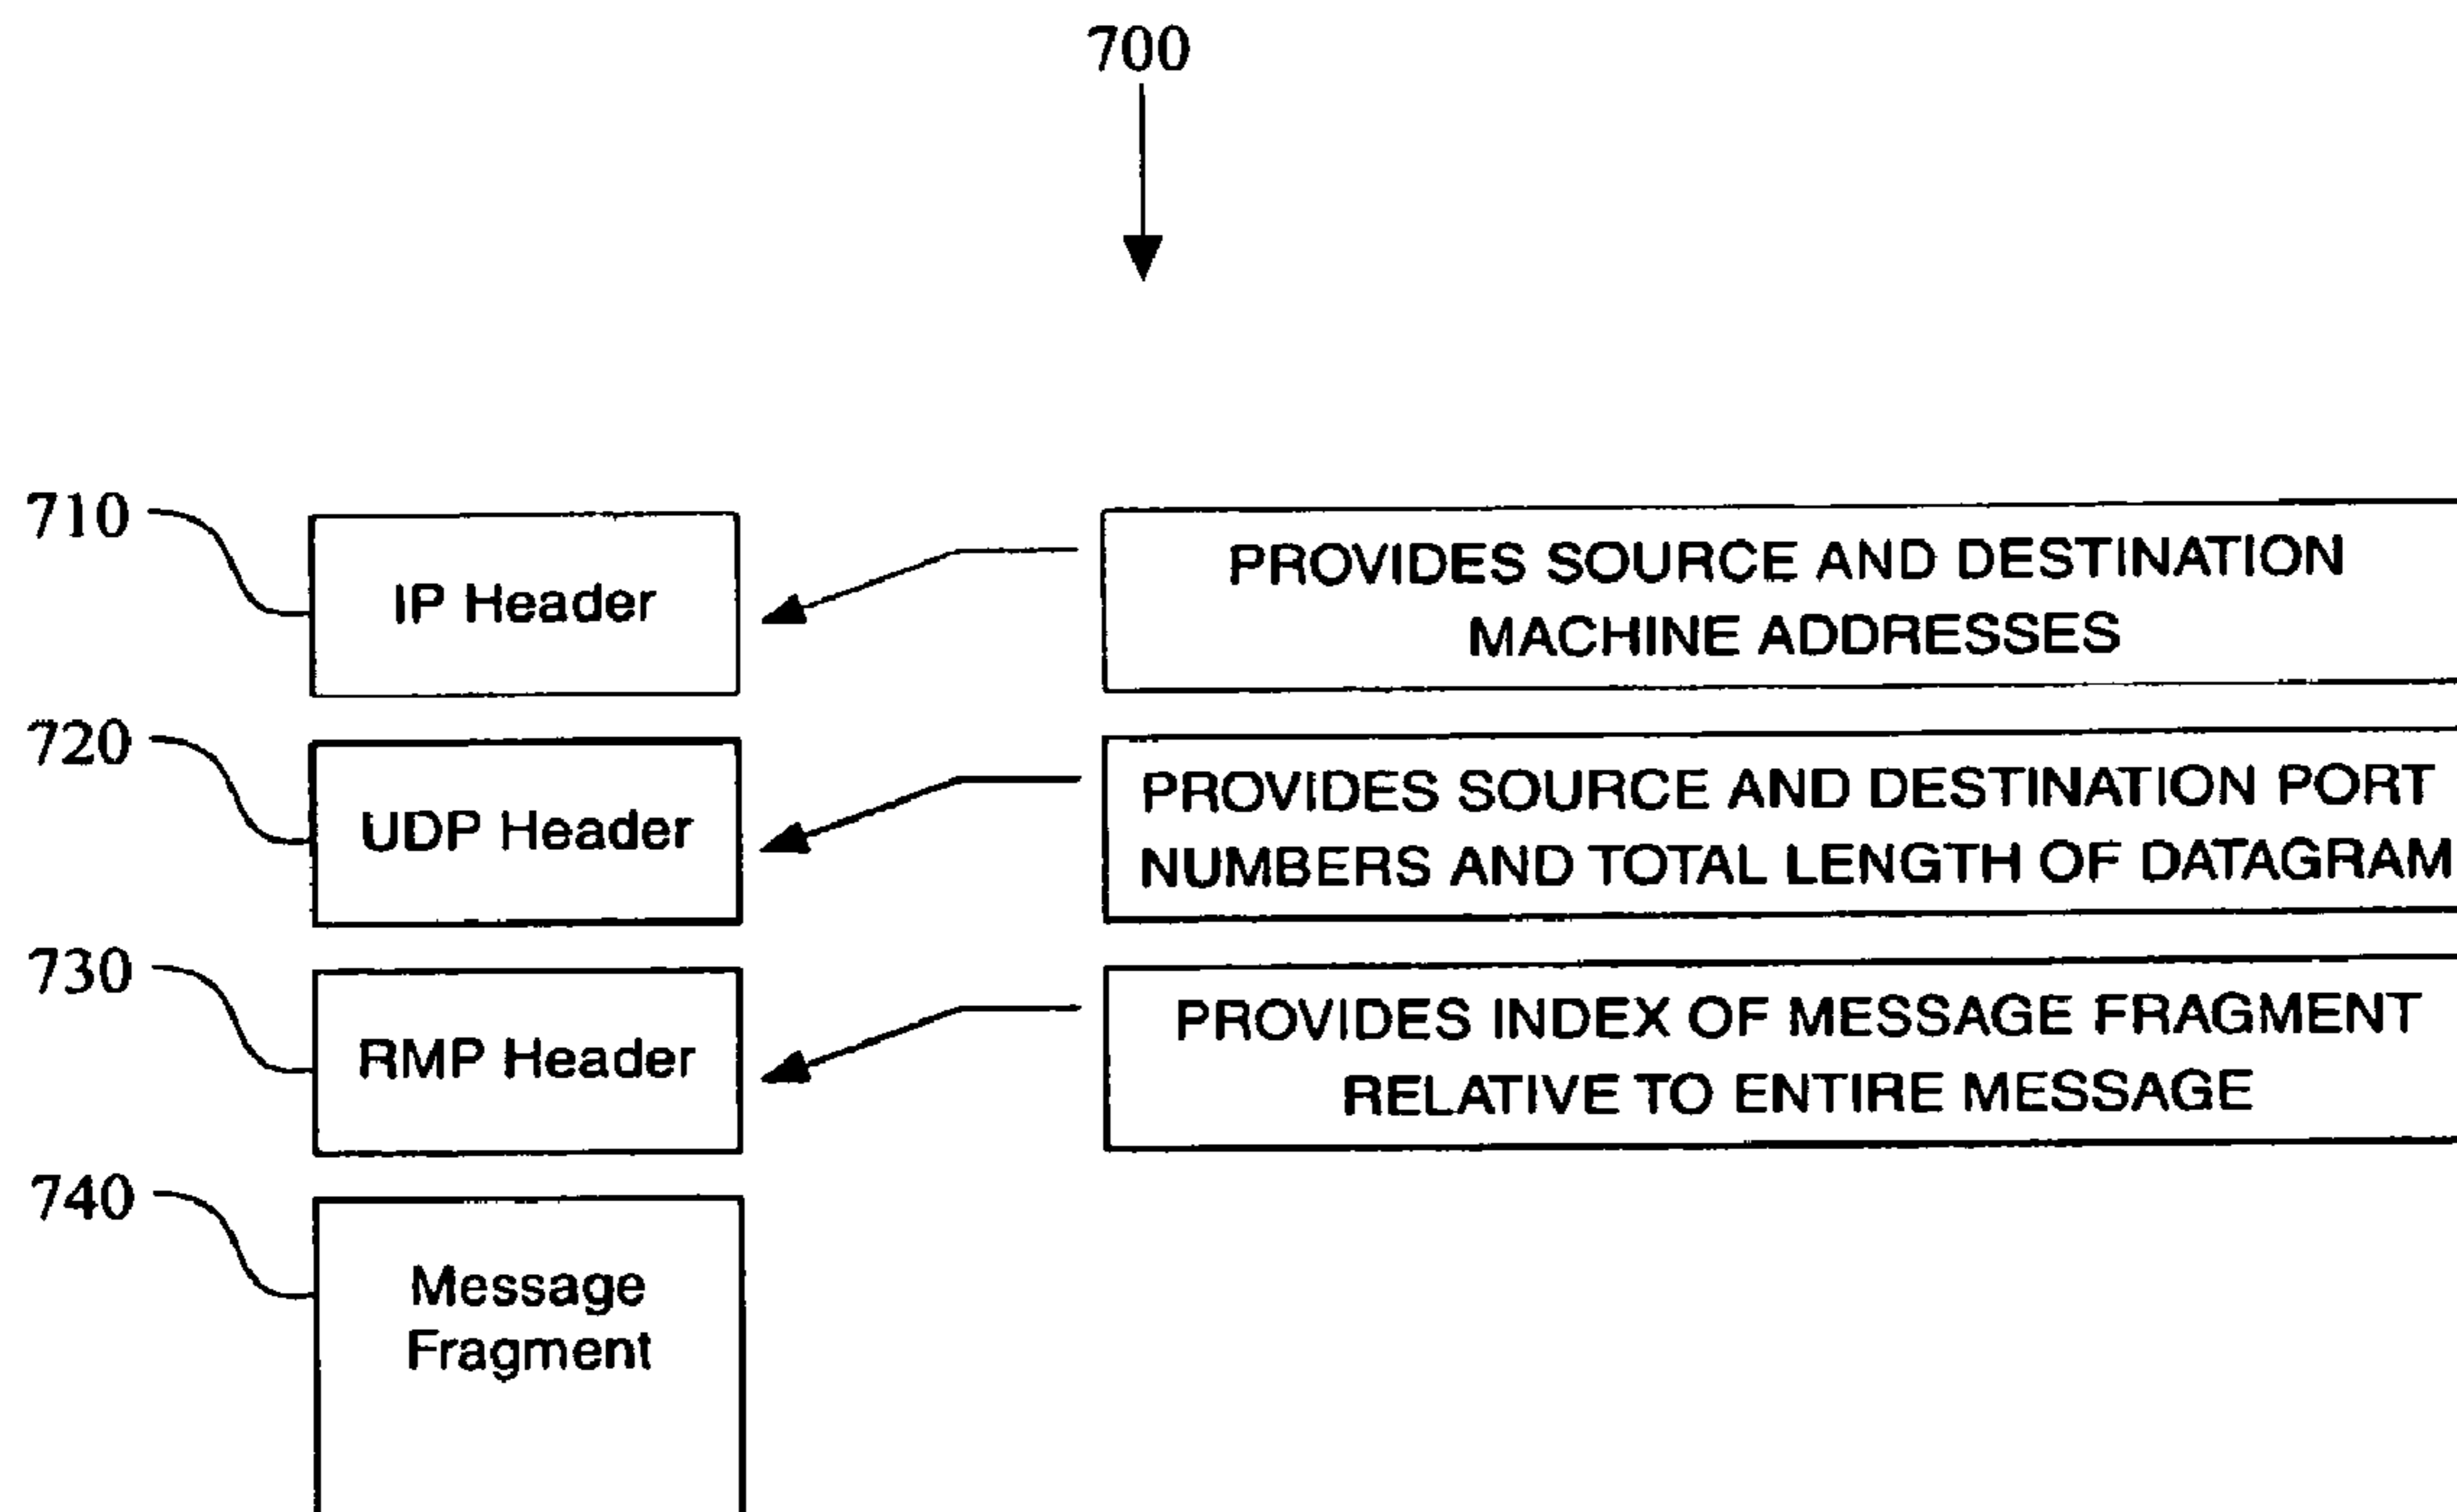 700
710
IP Header
PROVIDES SOURCE AND DESTINATION
MACHINE ADDRESSES
720
UDP Header
PROVIDES SOURCE AND DESTINATION PORT
NUMBERS AND TOTAL LENGTH OF DATAGRAM
730
RMP Header
PROVIDES INDEX OF MESSAGE FRAGMENT
RELATIVE TO ENTIRE MESSAGE
740
Message
Fragment